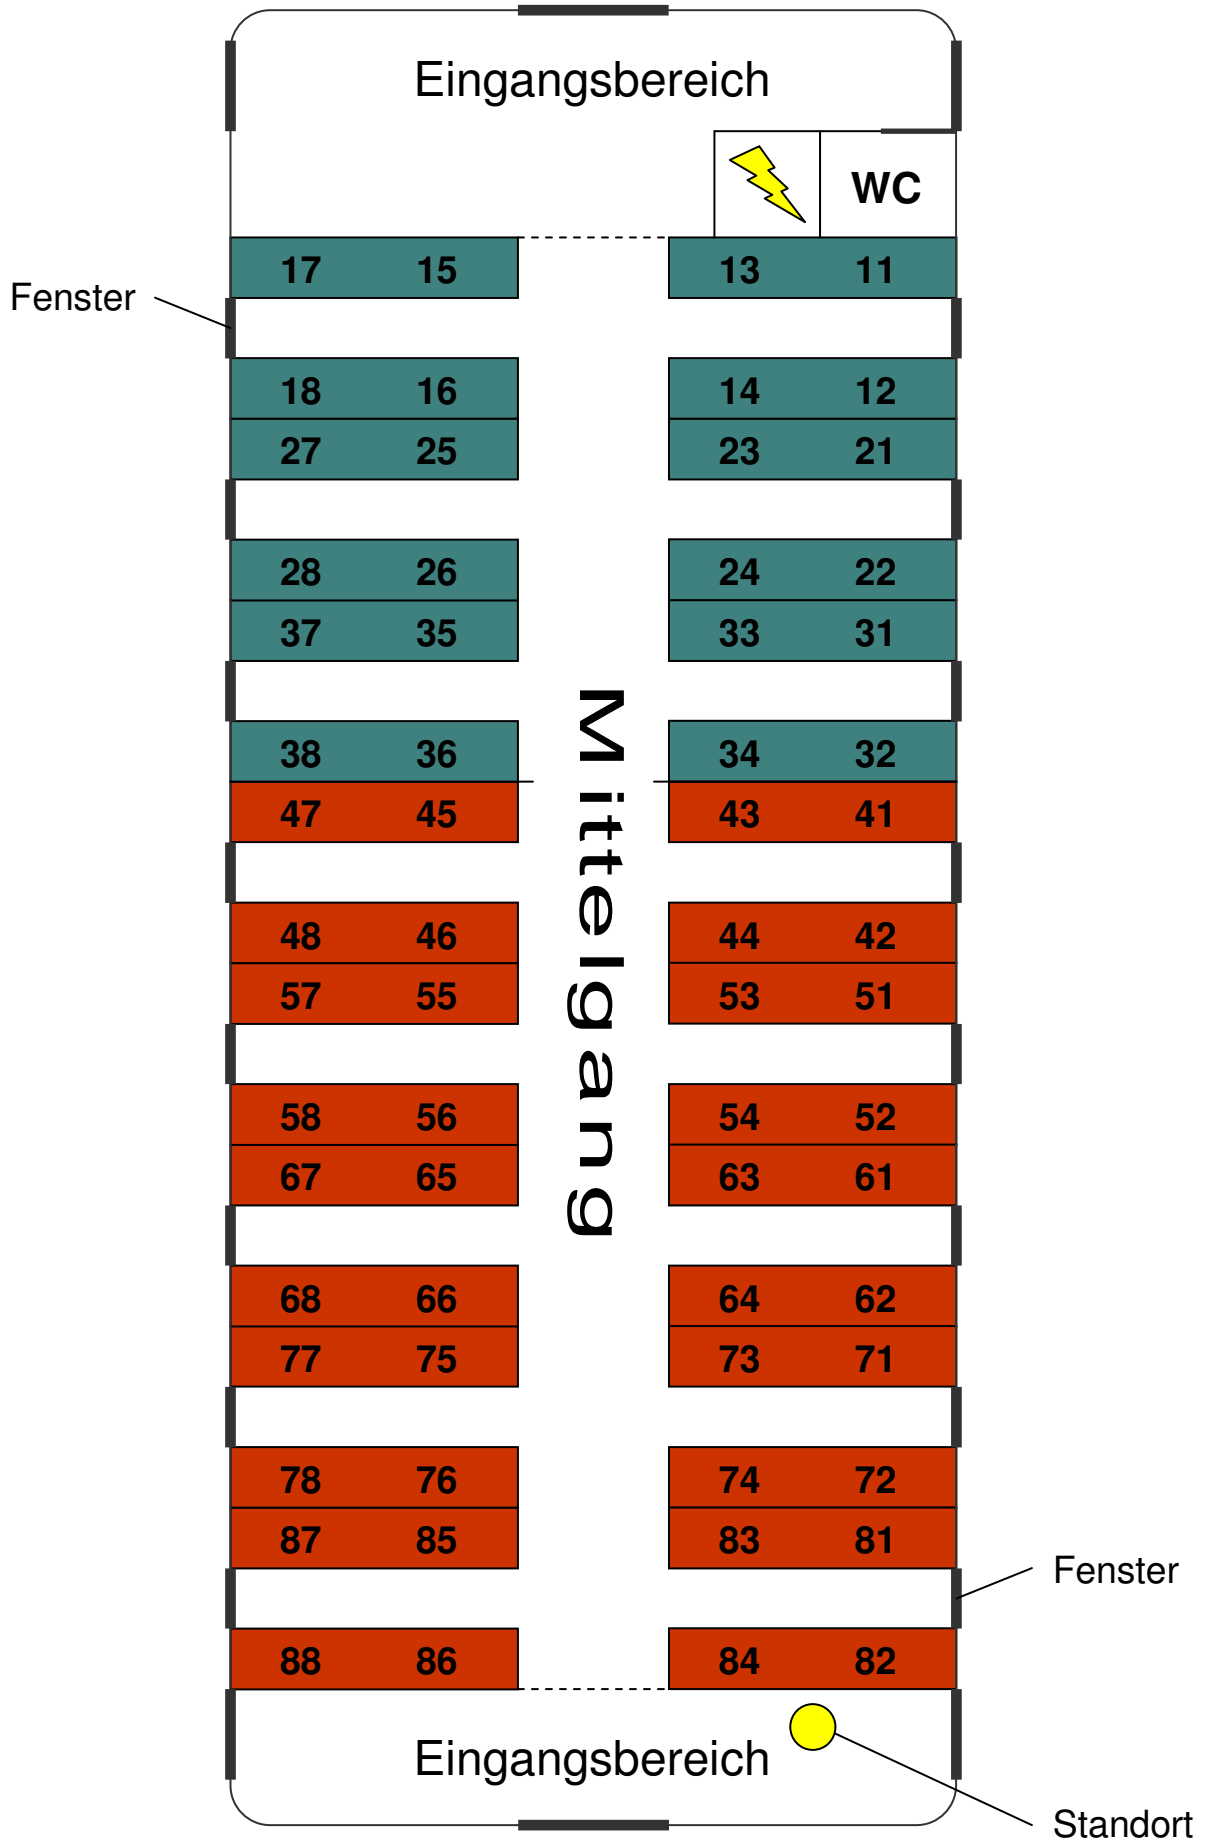 Eingangsbereich
WC
17 15 13 11
Fenster
18 16 14 12
27 25 23 21
28 26 24 22
37 35 33 31
38 36 34 32
47 45 43 41
Mittelgang
48 46 44 42
57 55 53 51
58 56 54 52
67 65 63 61
68 66 64 62
77 75 73 71
78 76 74 72
87 85 83 81
Fenster
88 86 84 82
Eingangsbereich
Standort